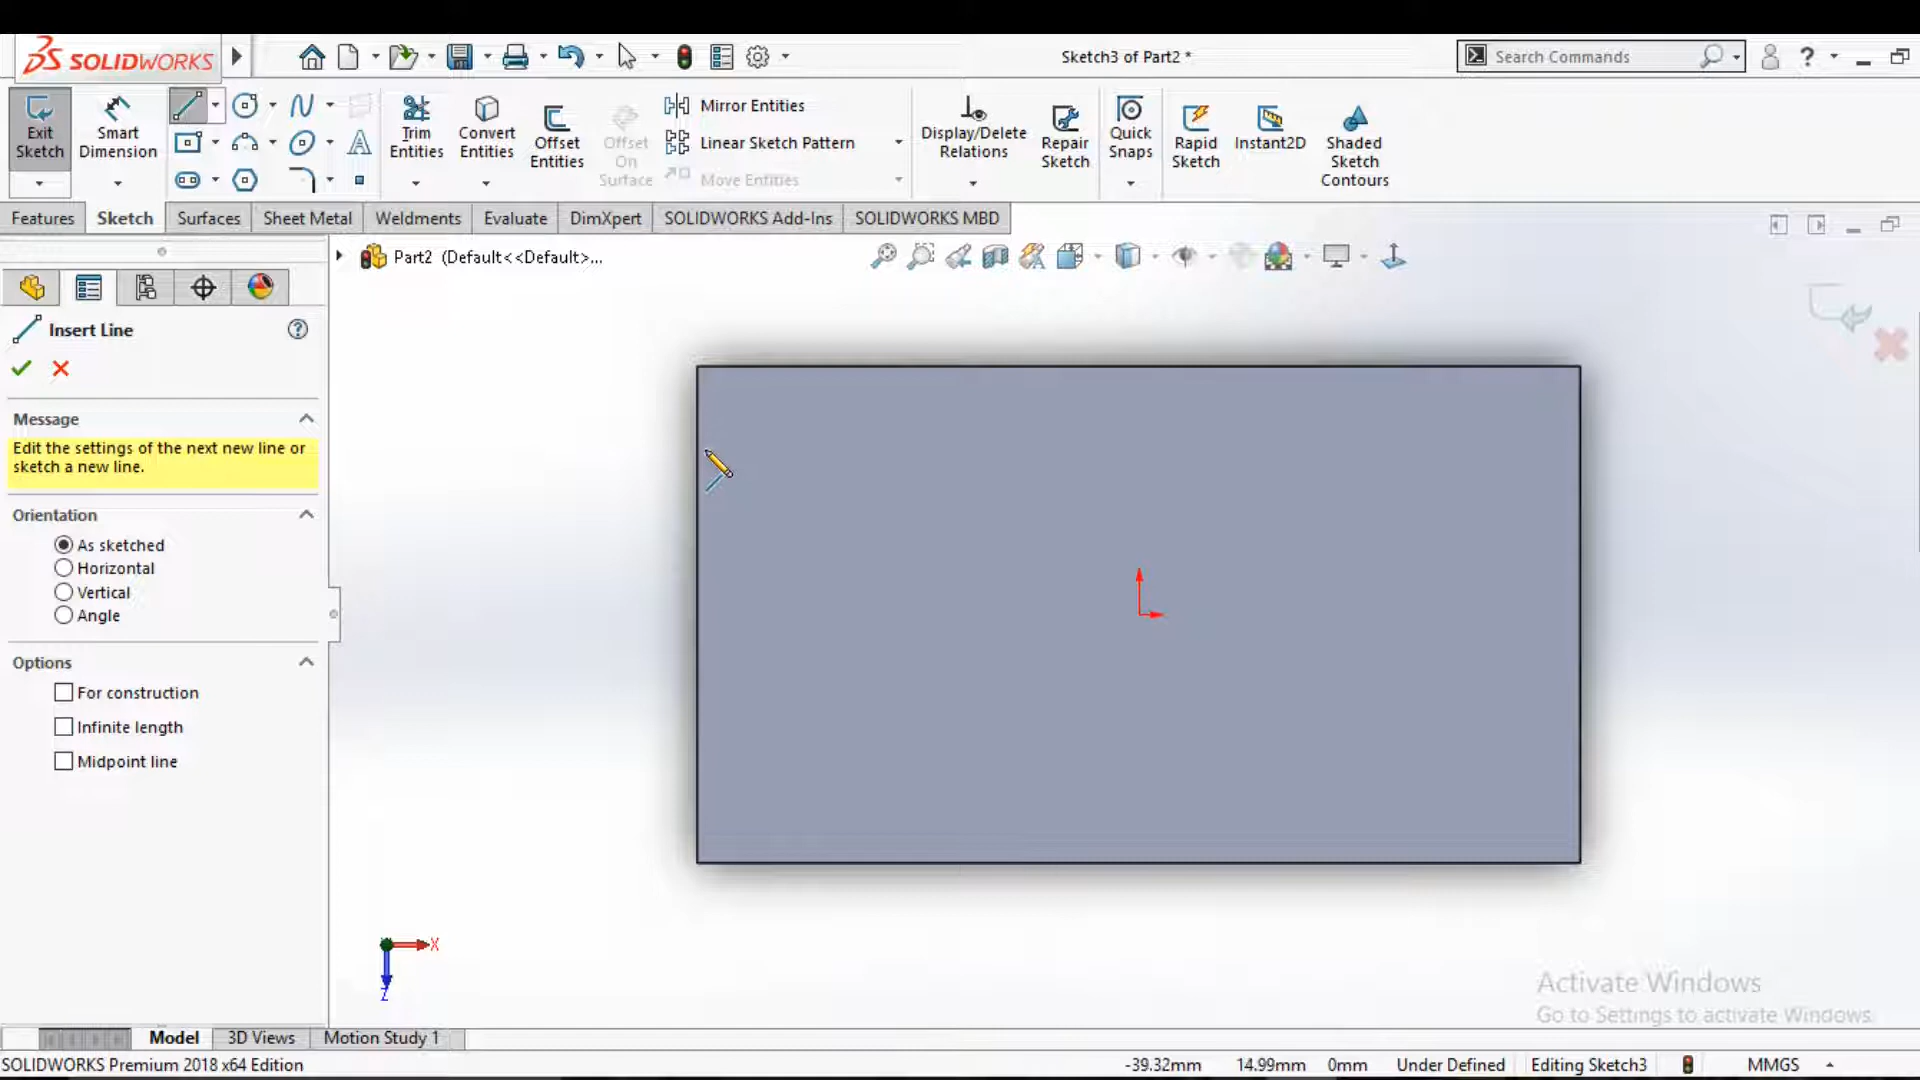 SOLIDWORKS
Sketch3 of Part2 *
Search Commands
?
Exit
Sketch
Smart
Dimension
Trim
Entities
Convert
Entities
Offset
Entities
Offset
On
Surface
Mirror Entities
Linear Sketch Pattern
Move Entities
Display/Delete
Relations
Repair
Sketch
Quick
Snaps
Rapid
Sketch
Instant2D
Shaded
Sketch
Contours
Features
Sketch
Surfaces
Sheet Metal
Weldments
Evaluate
DimXpert
SOLIDWORKS Add-Ins
SOLIDWORKS MBD
Part2 (Default<<Default>...
Insert Line
?
Message
Edit the settings of the next new line or
sketch a new line.
Orientation
As sketched
Horizontal
Vertical
Angle
Options
For construction
Infinite length
Midpoint line
X
Z
Activate Windows
Go to Settings to activate Windows.
Model
3D Views
Motion Study 1
SOLIDWORKS Premium 2018 x64 Edition
-39.32mm
14.99mm
0mm
Under Defined
Editing Sketch3
MMGS